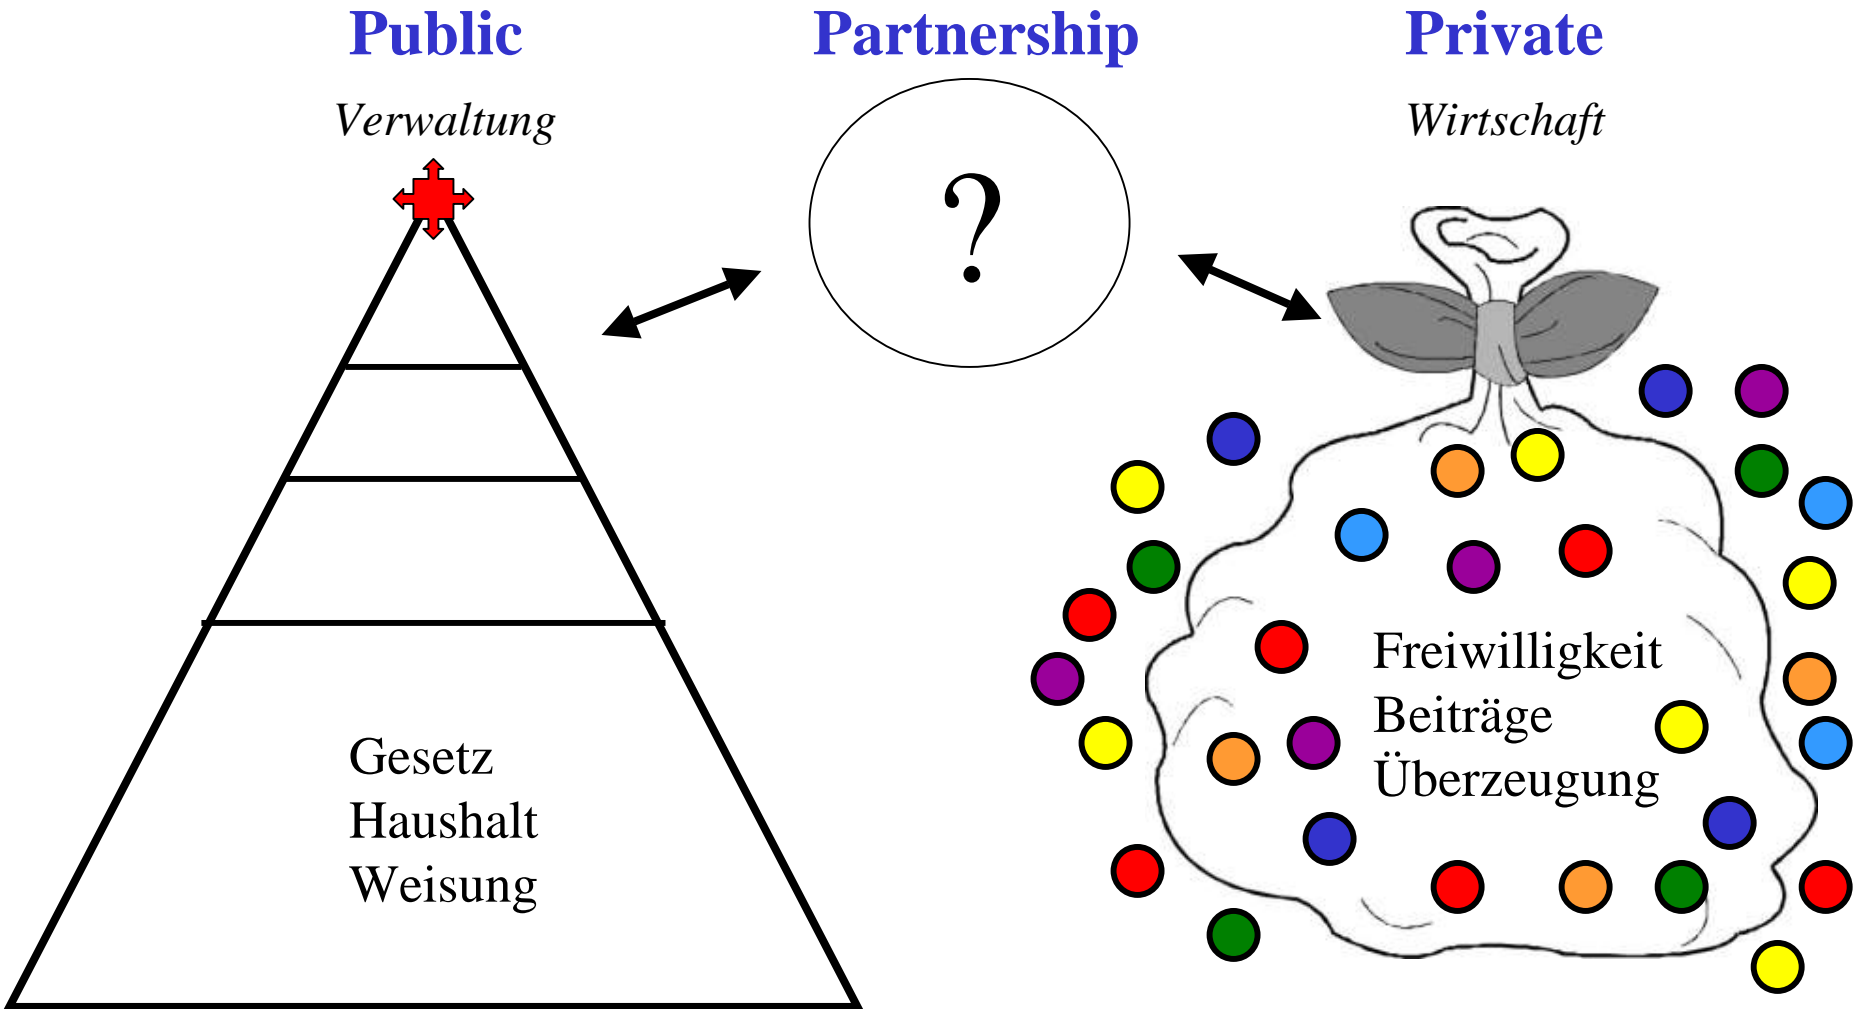 Public
Partnership
Private
Verwaltung
?
Wirtschaft
Gesetz
Haushalt
Weisung
Freiwilligkeit
Beiträge
Überzeugung